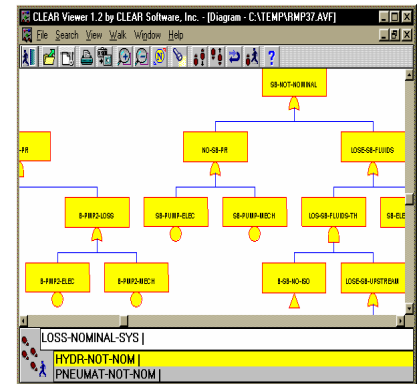 CLEAR Viewer 1.2 by CLEAR Software, Inc. - [Diagram - C:\TEMP\RMP37.AVF]
File Search View Walk Window Help
SB-NOT-NOMINAL
-PR NO-SB-PR LOSE-SB-FLUIDS
B-PMP2-LOSS SB-PUMP-ELEC SB-PUMP-MECH LOS-SB-FLUIDS-TH SB-ELE
B-PMP2-ELEC B-PMP2-MECH B-SB-NO-ISO LOSE-SB-UPSTREAM
LOSS-NOMINAL-SYS |
HYDR-NOT-NOM |
PNEUMAT-NOT-NOM |